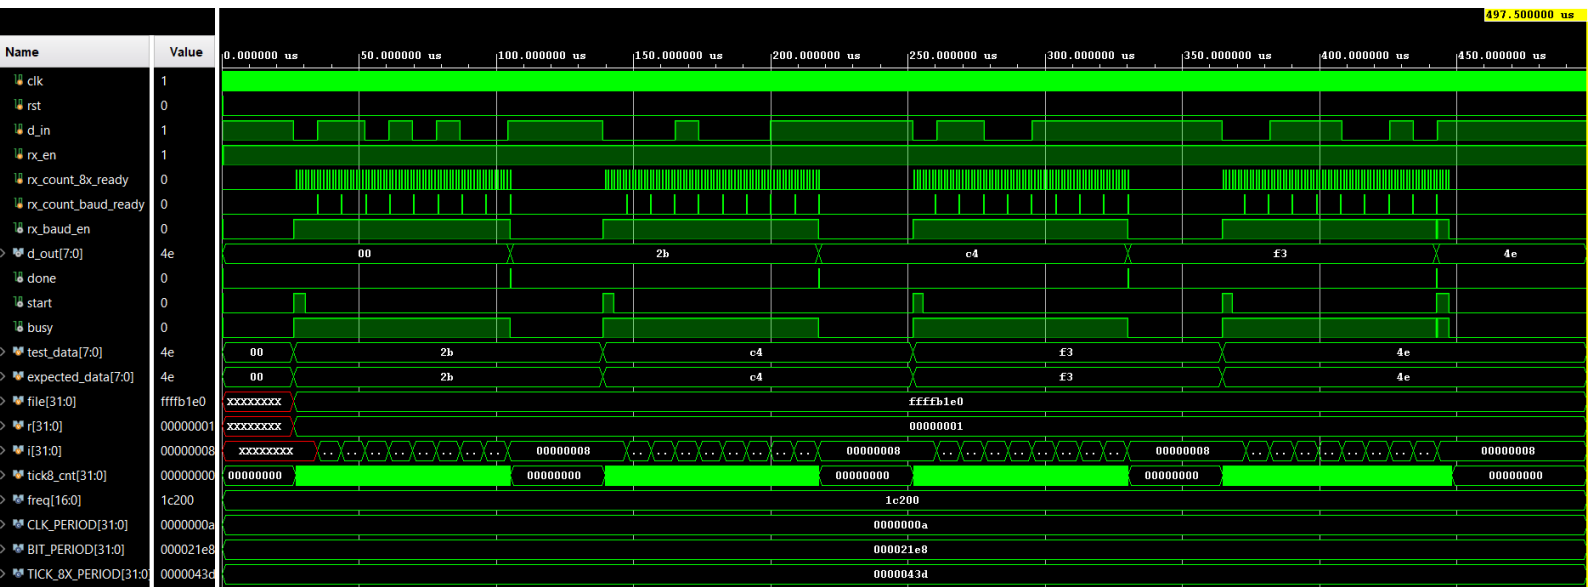 497.500000 us
Name Value 0.000000 us 50.000000 us 100.000000 us 150.000000 us 200.000000 us 250.000000 us 300.000000 us 350.000000 us 400.000000 us 450.000000 us
clk 1
rst 0
d_in 1
rx_en 1
rx_count_8x_ready 0
rx_count_baud_ready 0
rx_baud_en 0
d_out[7:0] 4e 00 2b c4 f3 4e
done 0
start 0
busy 0
test_data[7:0] 4e 00 2b c4 f3 4e
expected_data[7:0] 4e 00 2b c4 f3 4e
file[31:0] ffffb1e0 XXXXXXXX ffffb1e0
r[31:0] 00000001 XXXXXXXX 00000001
i[31:0] 00000008 XXXXXXXX .. .. .. .. .. .. .. .. 00000008 .. .. .. .. .. .. .. .. 00000008 .. .. .. .. .. .. .. .. 00000008 .. .. .. .. .. .. .. .. 00000008
tick8_cnt[31:0] 00000000 00000000 00000000 00000000 00000000 00000000
freq[16:0] 1c200 1c200
CLK_PERIOD[31:0] 0000000a 0000000a
BIT_PERIOD[31:0] 000021e8 000021e8
TICK_8X_PERIOD[31:0] 0000043d 0000043d